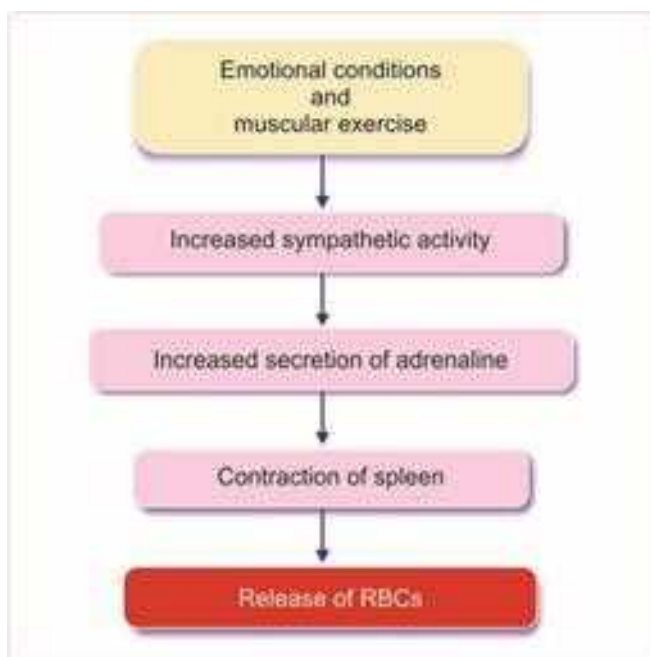 Emotional conditions
and
muscular exercise
Increased sympathetic activity
Increased secretion of adrenaline
Contraction of spleen
Release of RBCs